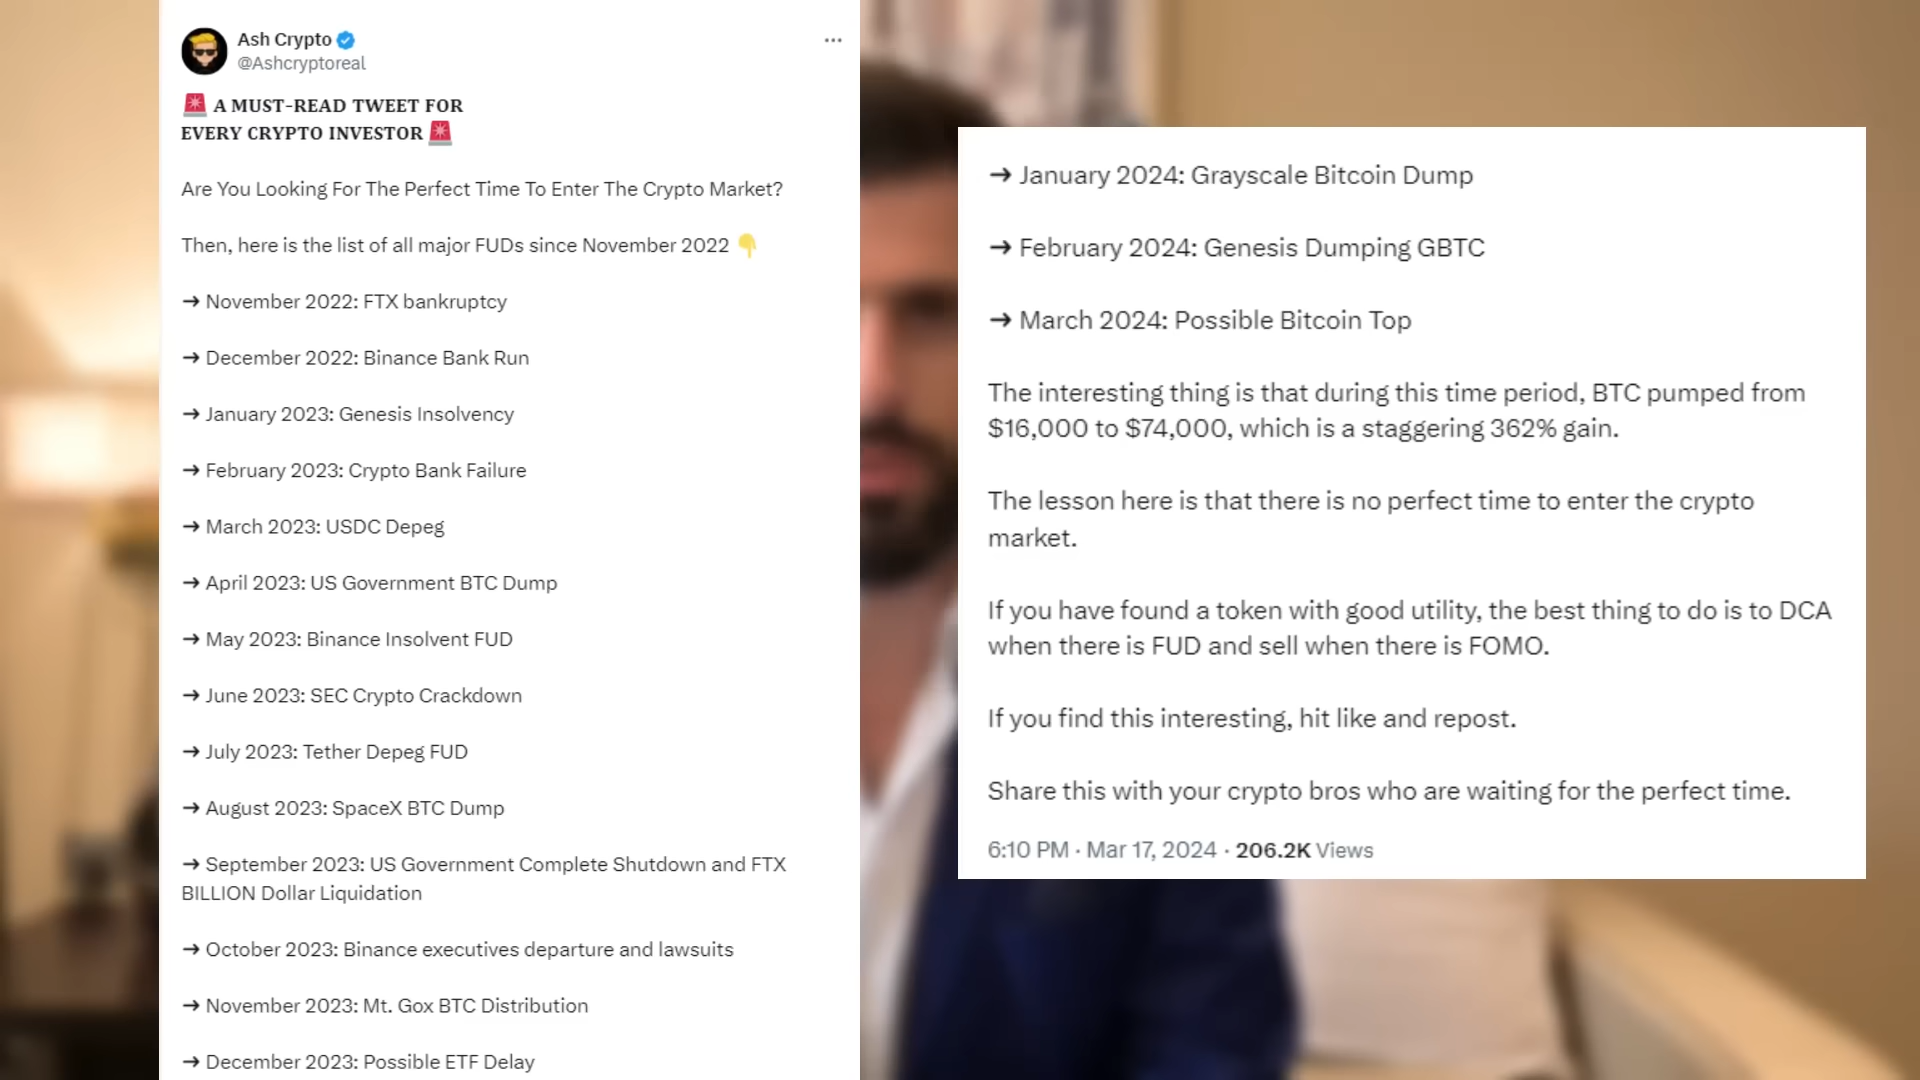 Ash Crypto
@Ashcryptoreal
🚨 A MUST-READ TWEET FOR
EVERY CRYPTO INVESTOR 🚨
Are You Looking For The Perfect Time To Enter The Crypto Market?
Then, here is the list of all major FUDs since November 2022 👇
→ November 2022: FTX bankruptcy
→ December 2022: Binance Bank Run
→ January 2023: Genesis Insolvency
→ February 2023: Crypto Bank Failure
→ March 2023: USDC Depeg
→ April 2023: US Government BTC Dump
→ May 2023: Binance Insolvent FUD
→ June 2023: SEC Crypto Crackdown
→ July 2023: Tether Depeg FUD
→ August 2023: SpaceX BTC Dump
→ September 2023: US Government Complete Shutdown and FTX
BILLION Dollar Liquidation
→ October 2023: Binance executives departure and lawsuits
→ November 2023: Mt. Gox BTC Distribution
→ December 2023: Possible ETF Delay
→ January 2024: Grayscale Bitcoin Dump
→ February 2024: Genesis Dumping GBTC
→ March 2024: Possible Bitcoin Top
The interesting thing is that during this time period, BTC pumped from
$16,000 to $74,000, which is a staggering 362% gain.
The lesson here is that there is no perfect time to enter the crypto
market.
If you have found a token with good utility, the best thing to do is to DCA
when there is FUD and sell when there is FOMO.
If you find this interesting, hit like and repost.
Share this with your crypto bros who are waiting for the perfect time.
6:10 PM · Mar 17, 2024 · 206.2K Views